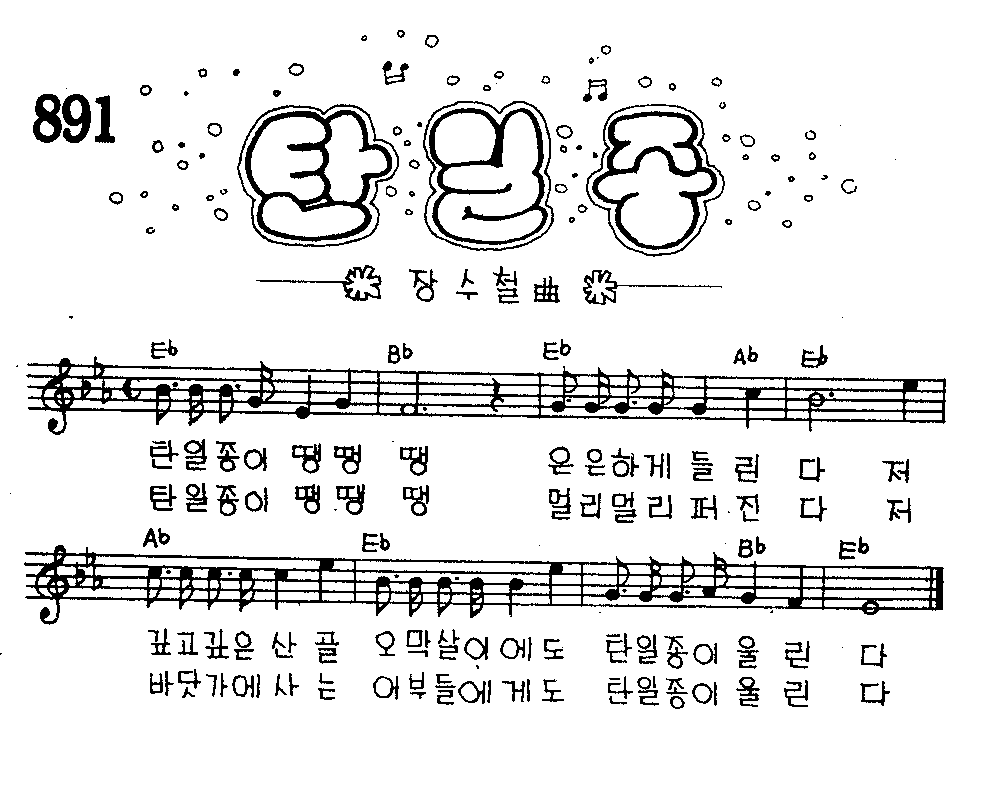 891
탄일종
장수철曲
Eb Bb Eb Ab Eb
탄일종이 땡땡땡 은은하게 들린다 저
탄일종이 땡땡땡 멀리멀리 퍼진다 저
Ab Eb Bb Eb
깊고깊은 산골 오막살이에도 탄일종이 울린다
바닷가에 사는 어부들에게도 탄일종이 울린다